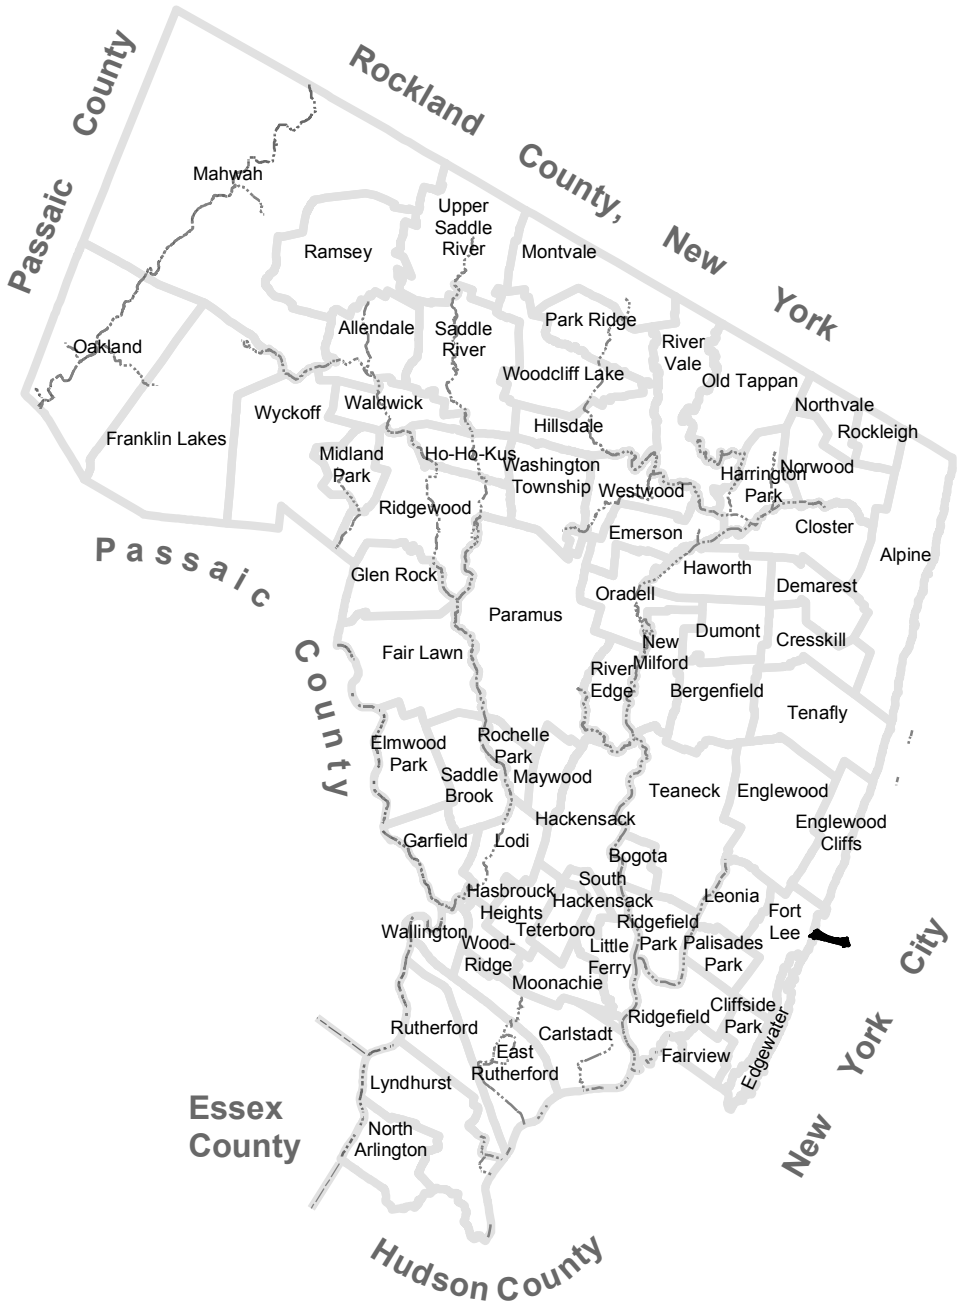 Passaic County
Rockland County, New York
Mahwah
Upper
Saddle
River
Ramsey
Montvale
Park Ridge
Allendale
Saddle
River
River
Vale
Oakland
Woodcliff Lake
Old Tappan
Waldwick
Wyckoff
Northvale
Hillsdale
Rockleigh
Franklin Lakes
Midland
Park
Ho-Ho-Kus
Washington
Township
Norwood
Harrington
Park
Westwood
Ridgewood
Closter
Emerson
Alpine
Passaic County
Glen Rock
Haworth
Demarest
Oradell
Paramus
Dumont
Cresskill
New
Milford
Fair Lawn
River
Edge
Bergenfield
Tenafly
Elmwood
Park
Rochelle
Park
Saddle
Brook
Maywood
Teaneck
Englewood
Hackensack
Englewood
Cliffs
Garfield
Lodi
Bogota
South
Hackensack
Hasbrouck
Heights
Leonia
Fort
Lee
Wallington
Teterboro
Ridgefield
Park
Palisades
Park
Wood-
Ridge
Little
Ferry
Moonachie
Rutherford
Carlstadt
Ridgefield
Cliffside
Park
Edgewater
East
Rutherford
Fairview
Lyndhurst
North
Arlington
Essex
County
New York City
Hudson County